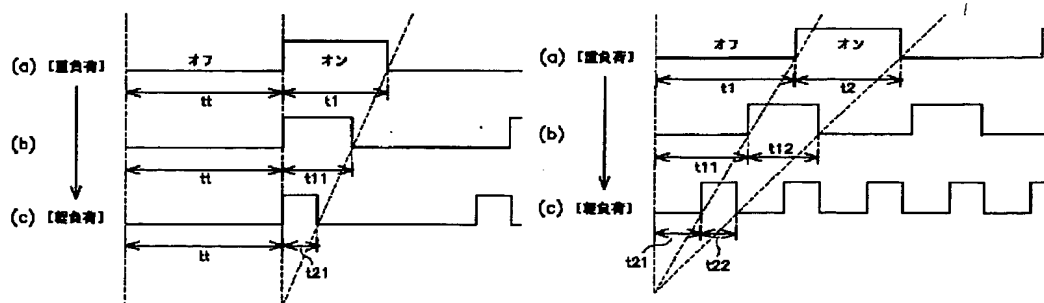 (a) [重負荷] オフ オン
tt t1
(b)
tt t11
(c) [軽負荷]
tt t21
(a) [重負荷] オフ オン
t1 t2
(b)
t11 t12
(c) [軽負荷]
t21 t22